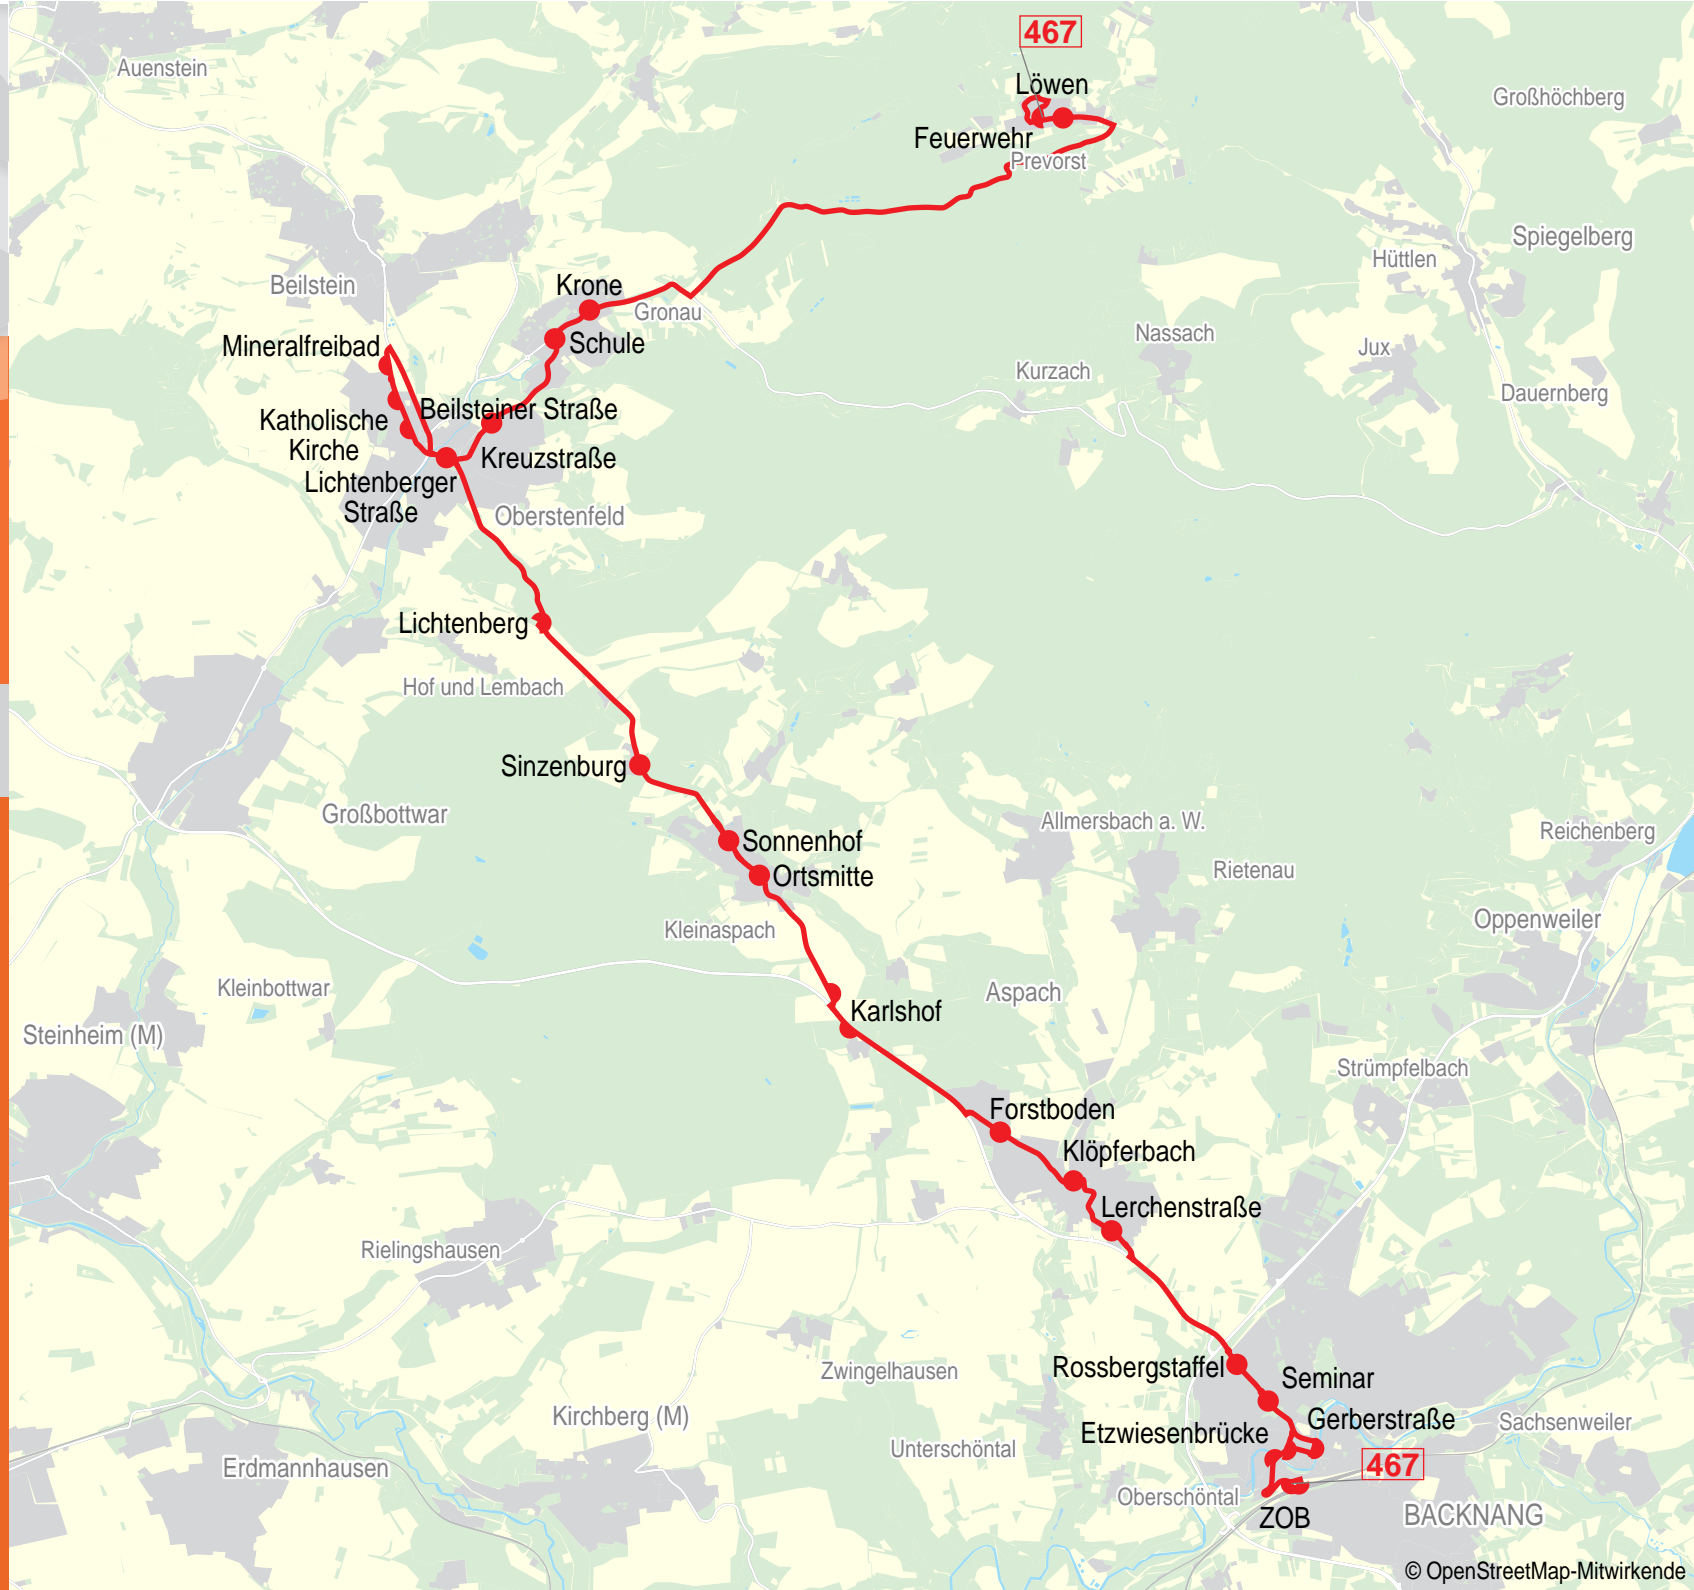 467
Löwen
Auenstein
Großhöchberg
Feuerwehr
Prevorst
Spiegelberg
Hüttlen
Beilstein
Krone
Gronau
Nassach
Schule
Mineralfreibad
Jux
Kurzach
Dauernberg
Beilsteiner Straße
Katholische
Kirche
Kreuzstraße
Lichtenberger
Straße
Oberstenfeld
Lichtenberg
Hof und Lembach
Sinzenburg
Großbottwar
Allmersbach a. W.
Reichenberg
Sonnenhof
Rietenau
Ortsmitte
Oppenweiler
Kleinaspach
Kleinbottwar
Aspach
Karlshof
Steinheim (M)
Strümpfelbach
Forstboden
Klöpferbach
Lerchenstraße
Rielingshausen
Rossbergstaffel
Zwingelhausen
Seminar
Kirchberg (M)
Gerberstraße
Sachsenweiler
Etzwiesenbrücke
Unterschöntal
Erdmannhausen
467
Oberschöntal
ZOB
BACKNANG
© OpenStreetMap-Mitwirkende